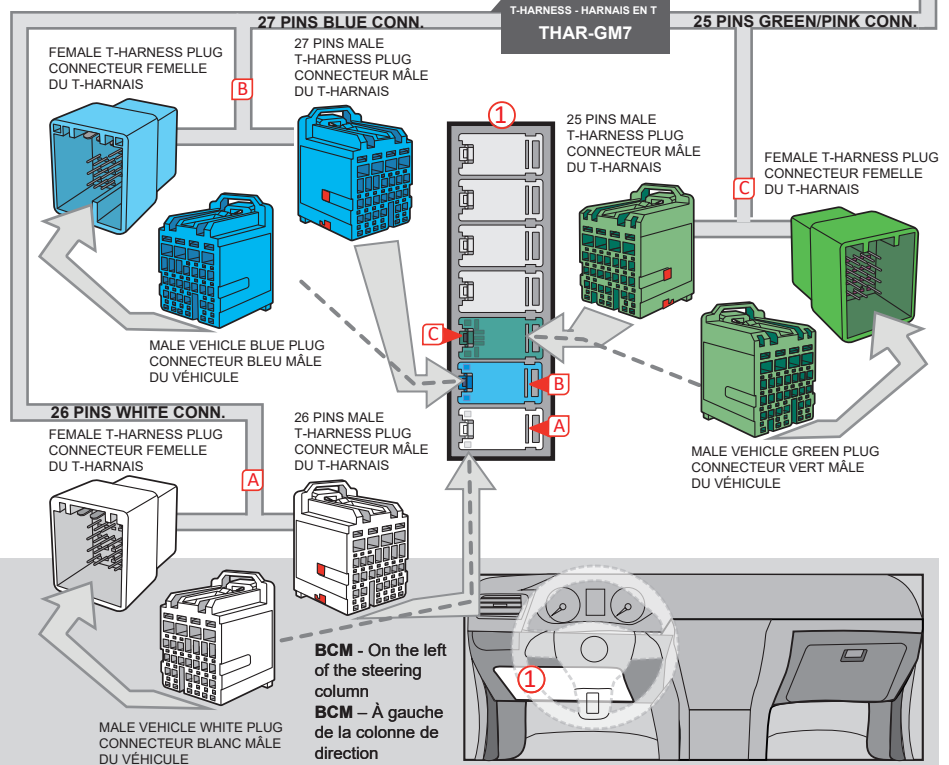 T-HARNESS - HARNAIS EN T
THAR-GM7
27 PINS BLUE CONN.
25 PINS GREEN/PINK CONN.
FEMALE T-HARNESS PLUG
CONNECTEUR FEMELLE
DU T-HARNAIS
B
27 PINS MALE
T-HARNESS PLUG
CONNECTEUR MÂLE
DU T-HARNAIS
1
25 PINS MALE
T-HARNESS PLUG
CONNECTEUR MÂLE
DU T-HARNAIS
C
FEMALE T-HARNESS PLUG
CONNECTEUR FEMELLE
DU T-HARNAIS
MALE VEHICLE BLUE PLUG
CONNECTEUR BLEU MÂLE
DU VÉHICULE
C
B
A
MALE VEHICLE GREEN PLUG
CONNECTEUR VERT MÂLE
DU VÉHICULE
26 PINS WHITE CONN.
FEMALE T-HARNESS PLUG
CONNECTEUR FEMELLE
DU T-HARNAIS
A
26 PINS MALE
T-HARNESS PLUG
CONNECTEUR MÂLE
DU T-HARNAIS
MALE VEHICLE WHITE PLUG
CONNECTEUR BLANC MÂLE
DU VÉHICULE
BCM - On the left
of the steering
column
BCM – À gauche
de la colonne de
direction
1